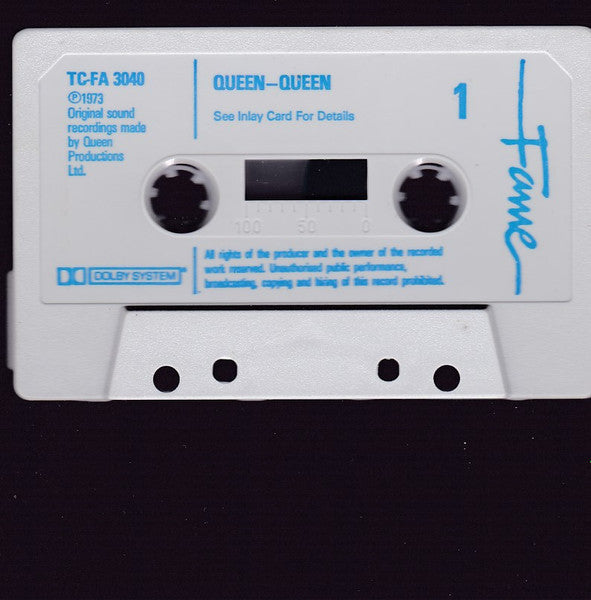 TC-FA 3040
℗1973
Original sound
recordings made
by Queen
Productions
Ltd.
QUEEN–QUEEN
See Inlay Card For Details
1
Fame
100 50 0
DOLBY SYSTEM
All rights of the producer and the owner of the recorded
work reserved. Unauthorised public performance,
broadcasting, copying and hiring of this record prohibited.